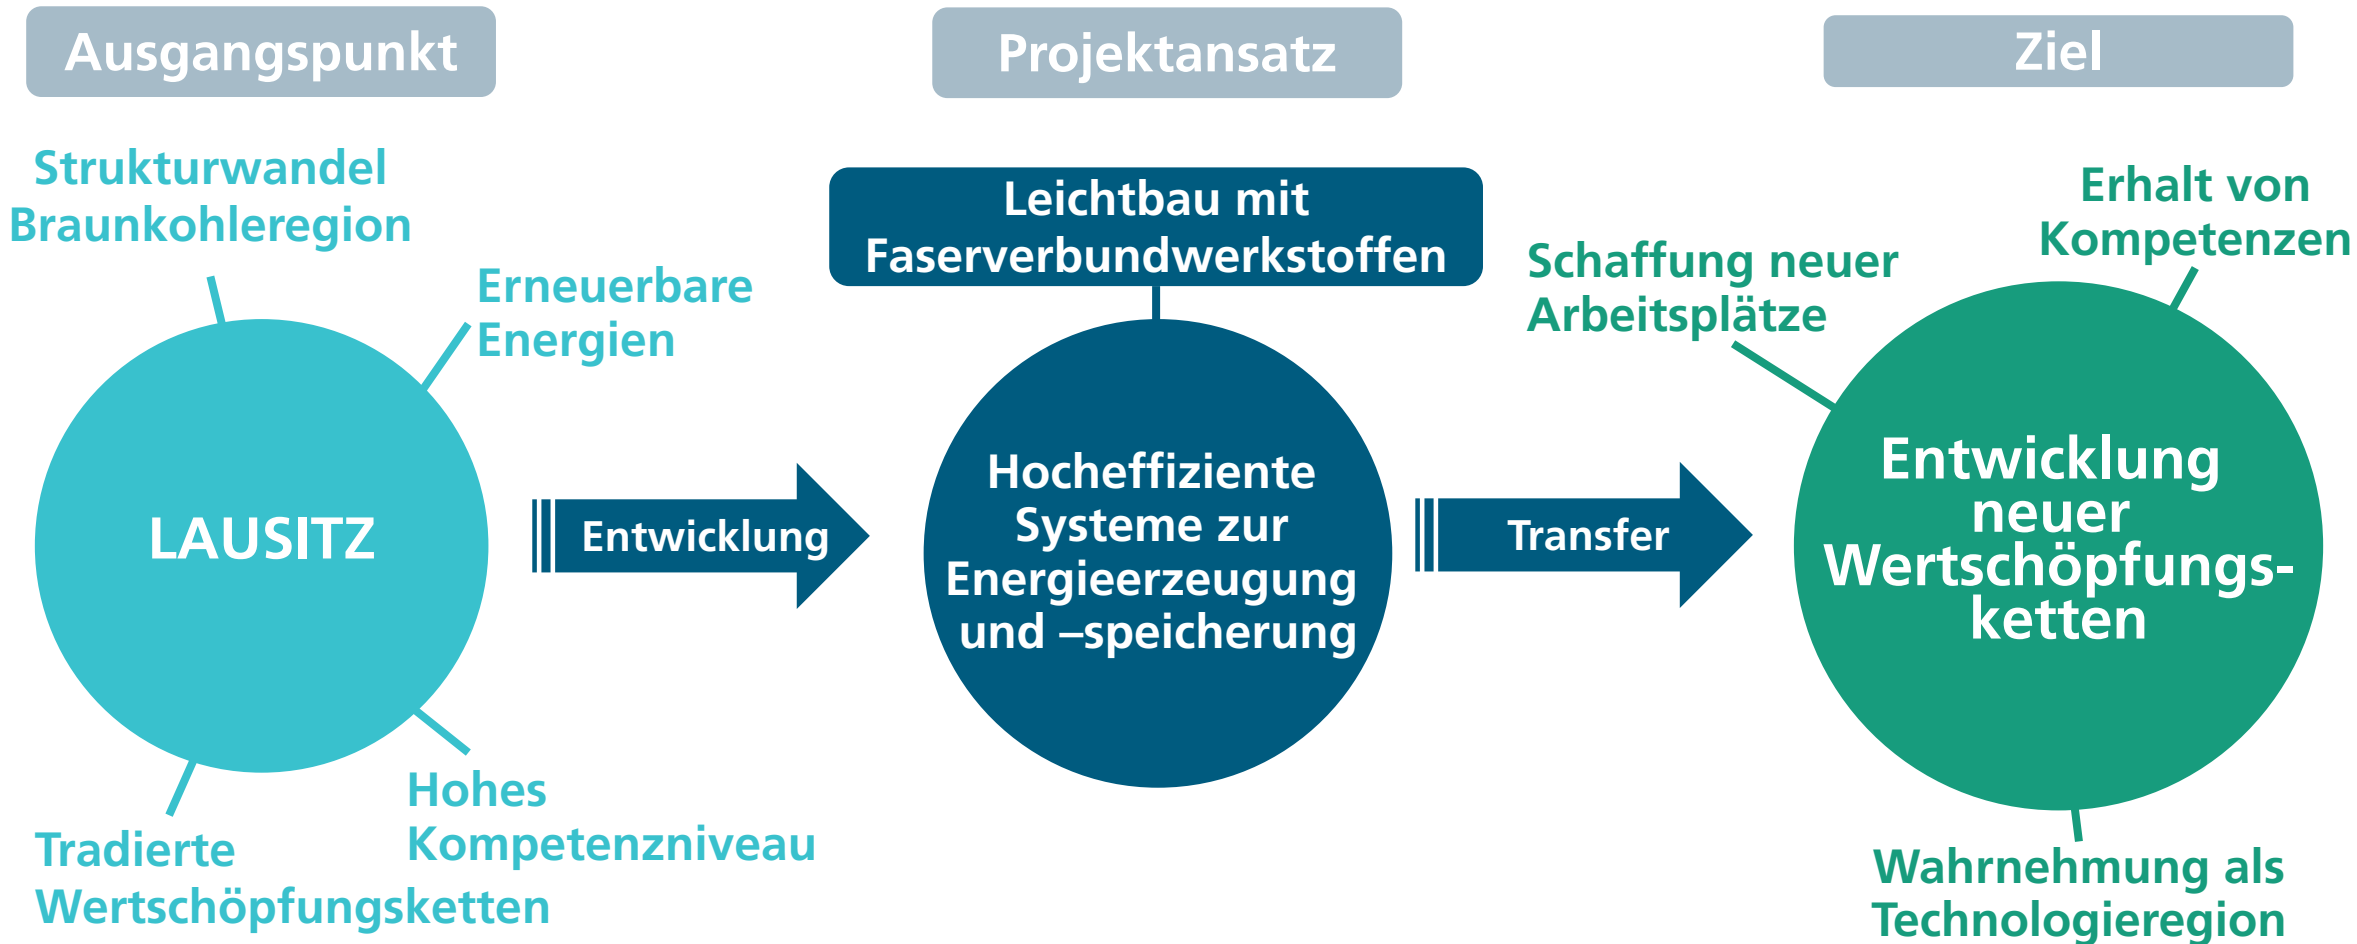 Ausgangspunkt
Strukturwandel
Braunkohleregion
Erneuerbare
Energien
LAUSITZ
Hohes
Kompetenzniveau
Tradierte
Wertschöpfungsketten
Entwicklung
Projektansatz
Leichtbau mit
Faserverbundwerkstoffen
Hocheffiziente
Systeme zur
Energieerzeugung
und –speicherung
Transfer
Ziel
Erhalt von
Kompetenzen
Schaffung neuer
Arbeitsplätze
Entwicklung
neuer
Wertschöpfungs-
ketten
Wahrnehmung als
Technologieregion